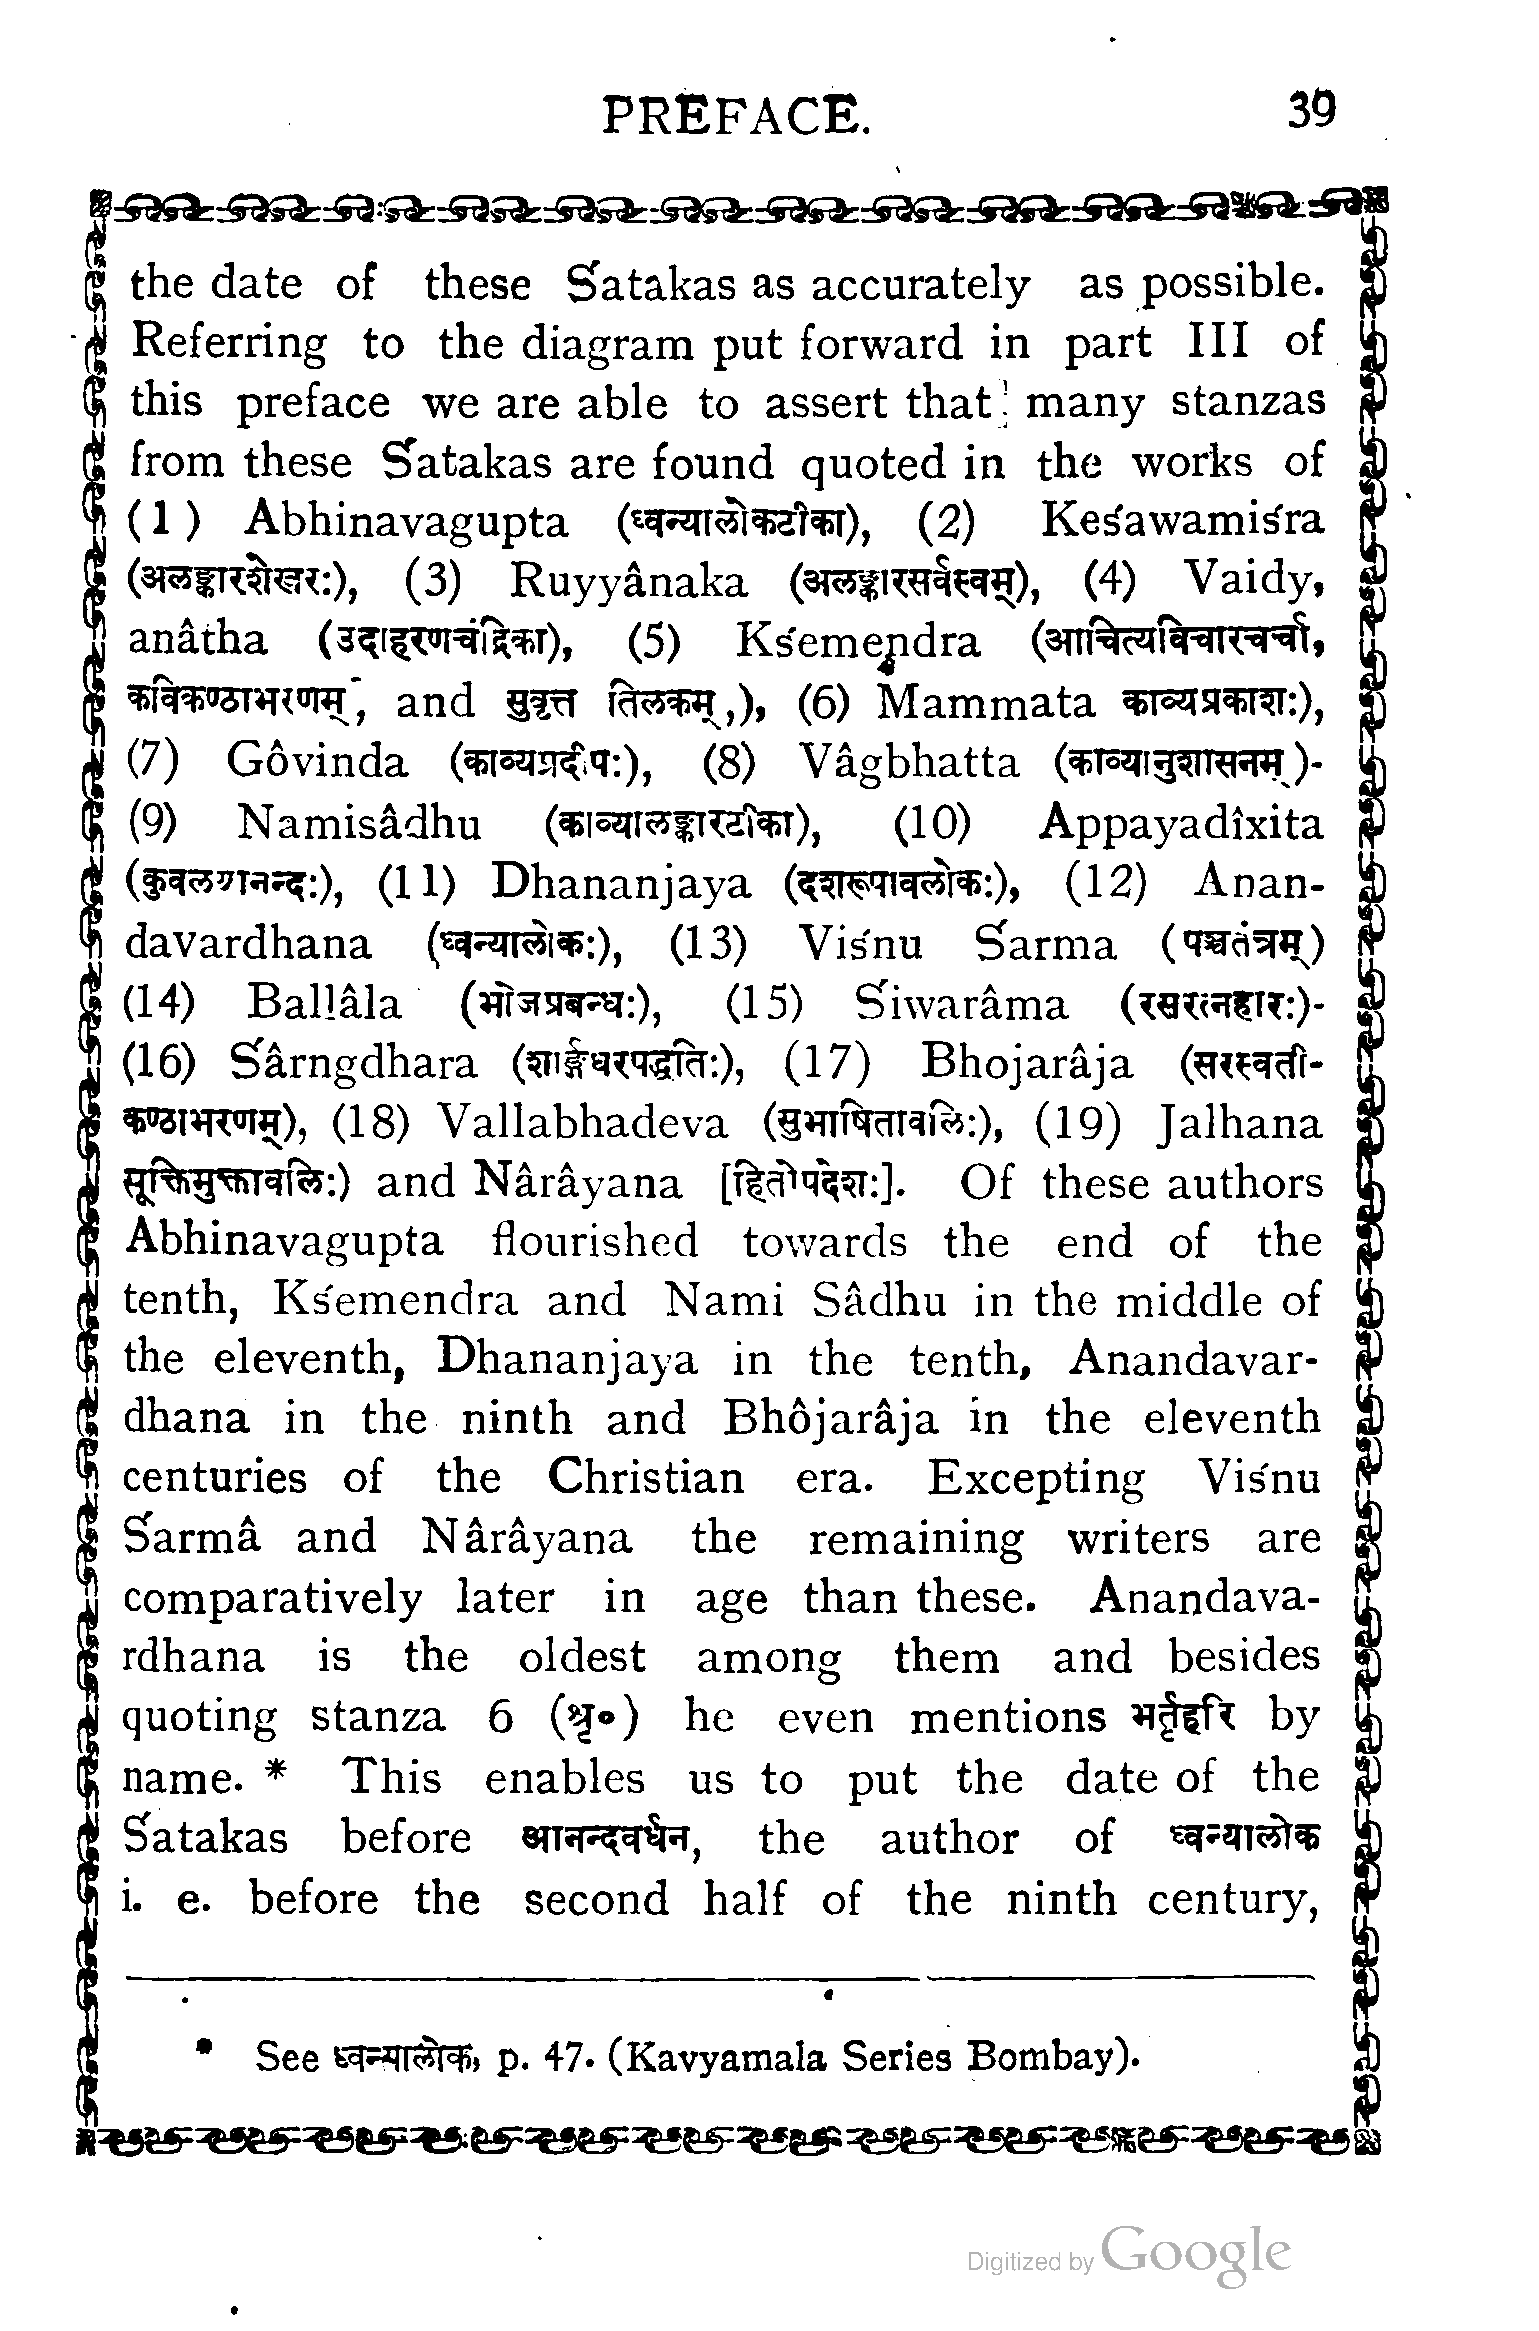 PREFACE. 39
the date of these Śatakas as accurately as possible.
Referring to the diagram put forward in part III of
this preface we are able to assert that many stanzas
from these Śatakas are found quoted in the works of
(1) Abhinavagupta (ध्वन्यालोकटीका), (2) Keśawamiśra
(अलङ्कारशेखरः), (3) Ruyyânaka (अलङ्कारसर्वस्वम्), (4) Vaidy,
anâtha (उदाहरणचंद्रिका), (5) Kśemendra (आचित्यविचारचर्चा,
कविकण्ठाभरणम्, and सुवृत्त तिलकम्,), (6) Mammata काव्यप्रकाशः),
(7) Gôvinda (काव्यप्रदीपः), (8) Vâgbhatta (काव्यानुशासनम्)-
(9) Namisâdhu (काव्यालङ्कारटीका), (10) Appayadîxita
(कुवलयानन्दः), (11) Dhananjaya (दशरूपावलोकः), (12) Anan-
davardhana (ध्वन्यालोकः), (13) Viśnu Śarma (पञ्चतंत्रम्)
(14) Ballâla (भोजप्रबन्धः), (15) Śiwarâma (रसरत्नहारः)-
(16) Śârngdhara (शार्ङ्गधरपद्धतिः), (17) Bhojarâja (सरस्वती-
कण्ठाभरणम्), (18) Vallabhadeva (सुभाषितावलिः), (19) Jalhana
सूक्तिमुक्तावलिः) and Nârâyana [हितोपदेशः]. Of these authors
Abhinavagupta flourished towards the end of the
tenth, Kśemendra and Nami Sâdhu in the middle of
the eleventh, Dhananjaya in the tenth, Anandavar-
dhana in the ninth and Bhôjarâja in the eleventh
centuries of the Christian era. Excepting Viśnu
Śarmâ and Nârâyana the remaining writers are
comparatively later in age than these. Anandava-
rdhana is the oldest among them and besides
quoting stanza 6 (शृ॰) he even mentions भर्तृहरि by
name. * This enables us to put the date of the
Śatakas before आनन्दवर्धन, the author of ध्वन्यालोक
i. e. before the second half of the ninth century,
* See ध्वन्यालोक, p. 47. (Kavyamala Series Bombay).
Digitized by Google